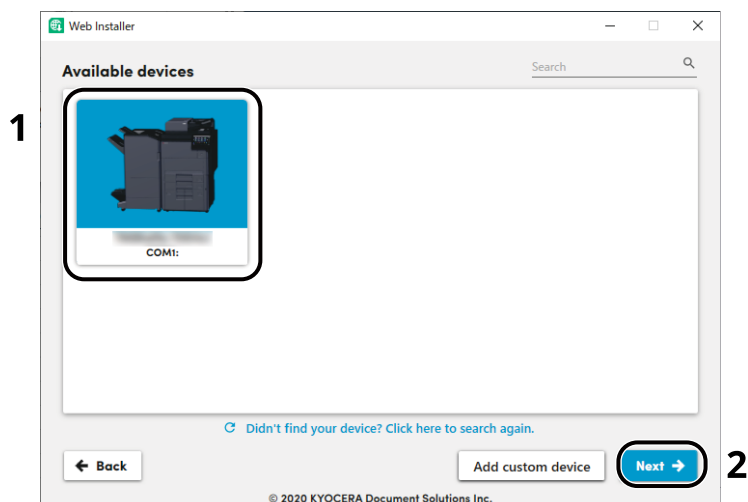 Web Installer
Available devices
Search
1
COM1:
Didn't find your device? Click here to search again.
Back
Add custom device
Next
2
© 2020 KYOCERA Document Solutions Inc.